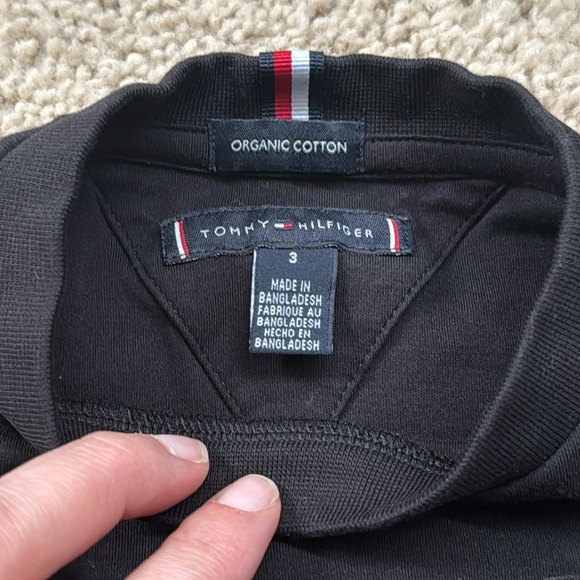 ORGANIC COTTON
TOMMY HILFIGER
3
MADE IN
BANGLADESH
FABRIQUE AU
BANGLADESH
HECHO EN
BANGLADESH